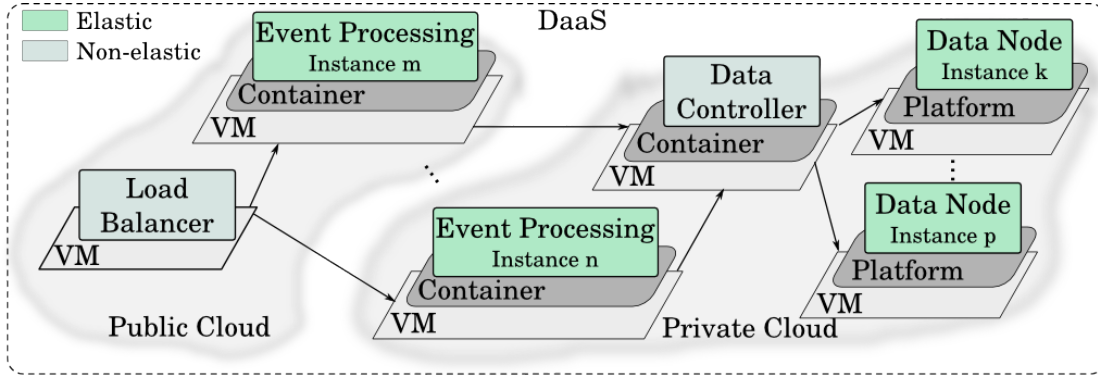 Elastic
Non-elastic
DaaS
Event Processing
Instance m
Container
VM
Load
Balancer
VM
Public Cloud
...
Event Processing
Instance n
Container
VM
Data
Controller
Container
VM
Private Cloud
Data Node
Instance k
Platform
VM
...
Data Node
Instance p
Platform
VM